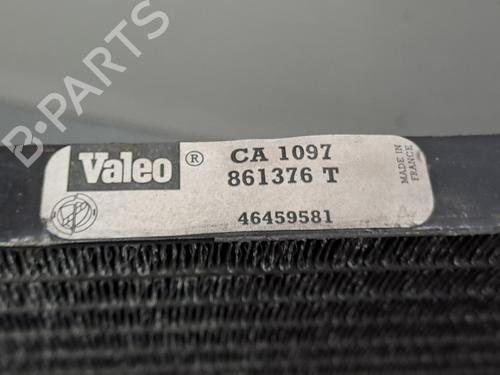 B-PARTS
Valeo ®
CA 1097
861376 T
46459581
MADE IN
FRANCE